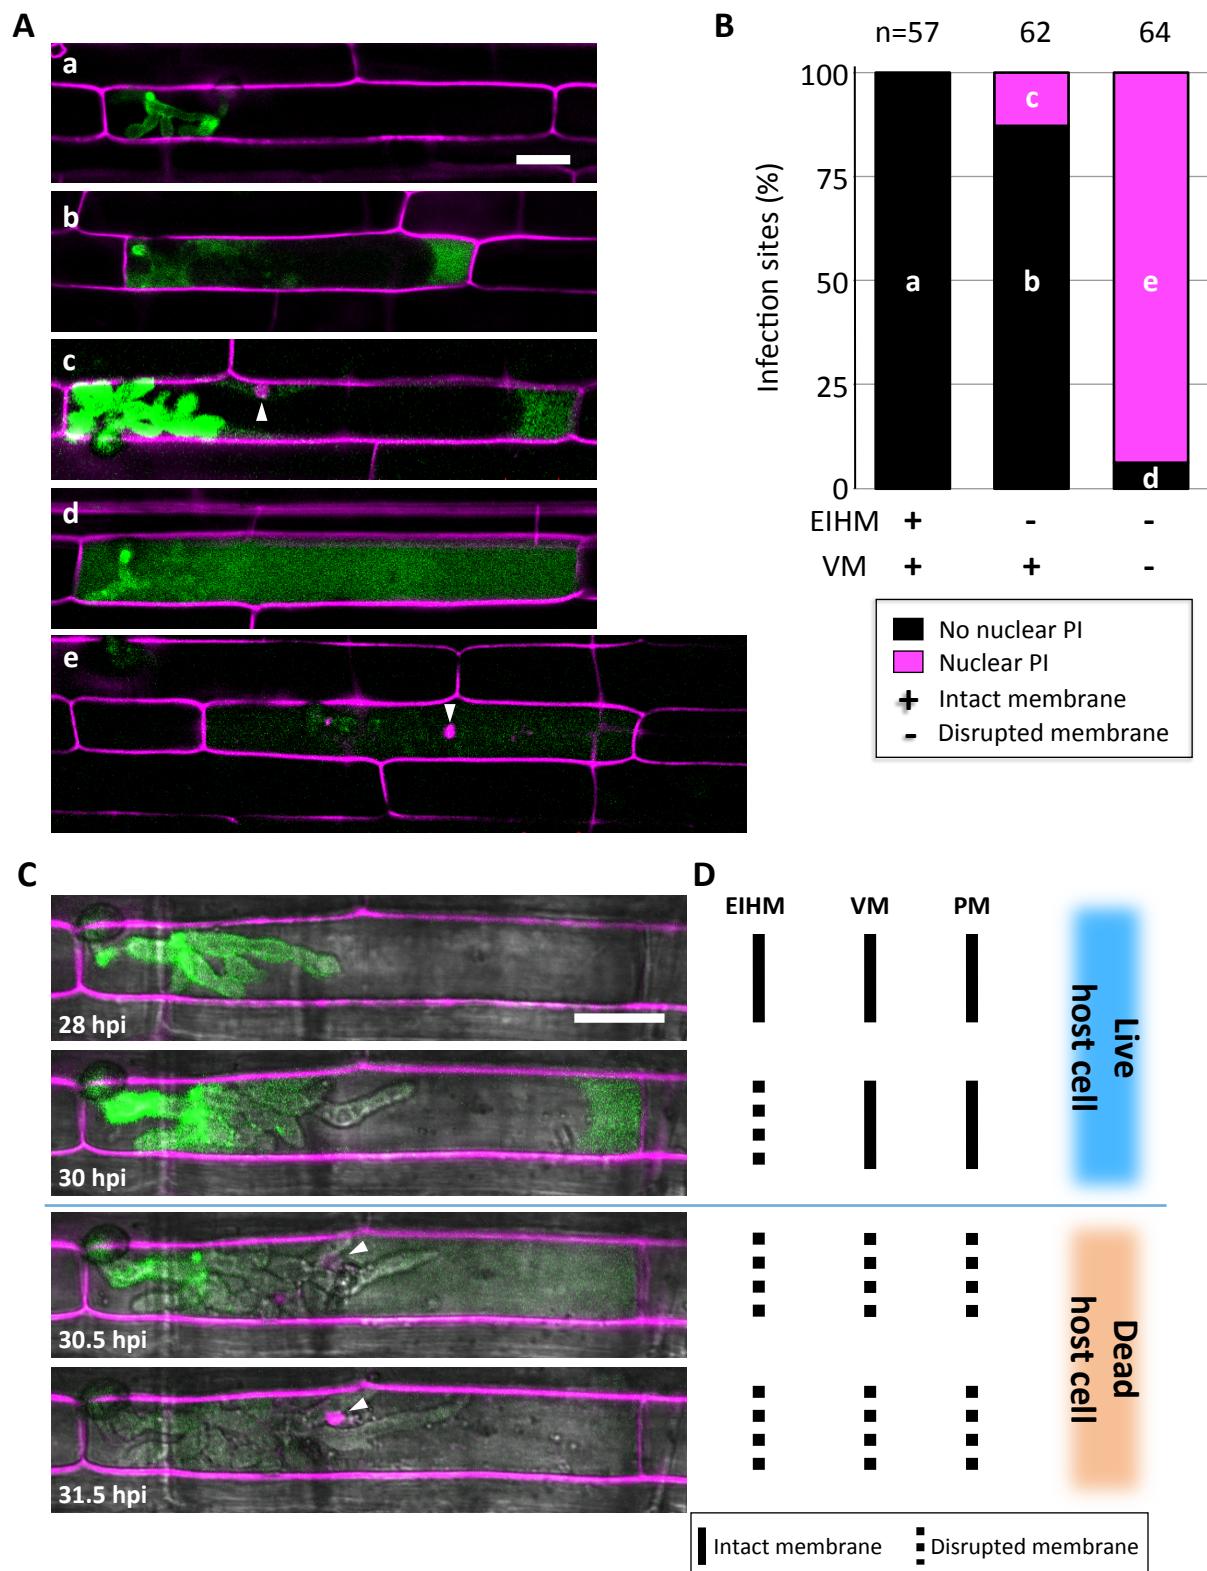 A
a
b
c
d
e
B
n=57 62 64
Infection sites (%)
100
75
50
25
0
c
a
b
e
d
EIHM + - -
VM + + -
No nuclear PI
Nuclear PI
+ Intact membrane
- Disrupted membrane
C
28 hpi
30 hpi
30.5 hpi
31.5 hpi
D
EIHM VM PM
Live
host cell
Dead
host cell
Intact membrane
Disrupted membrane